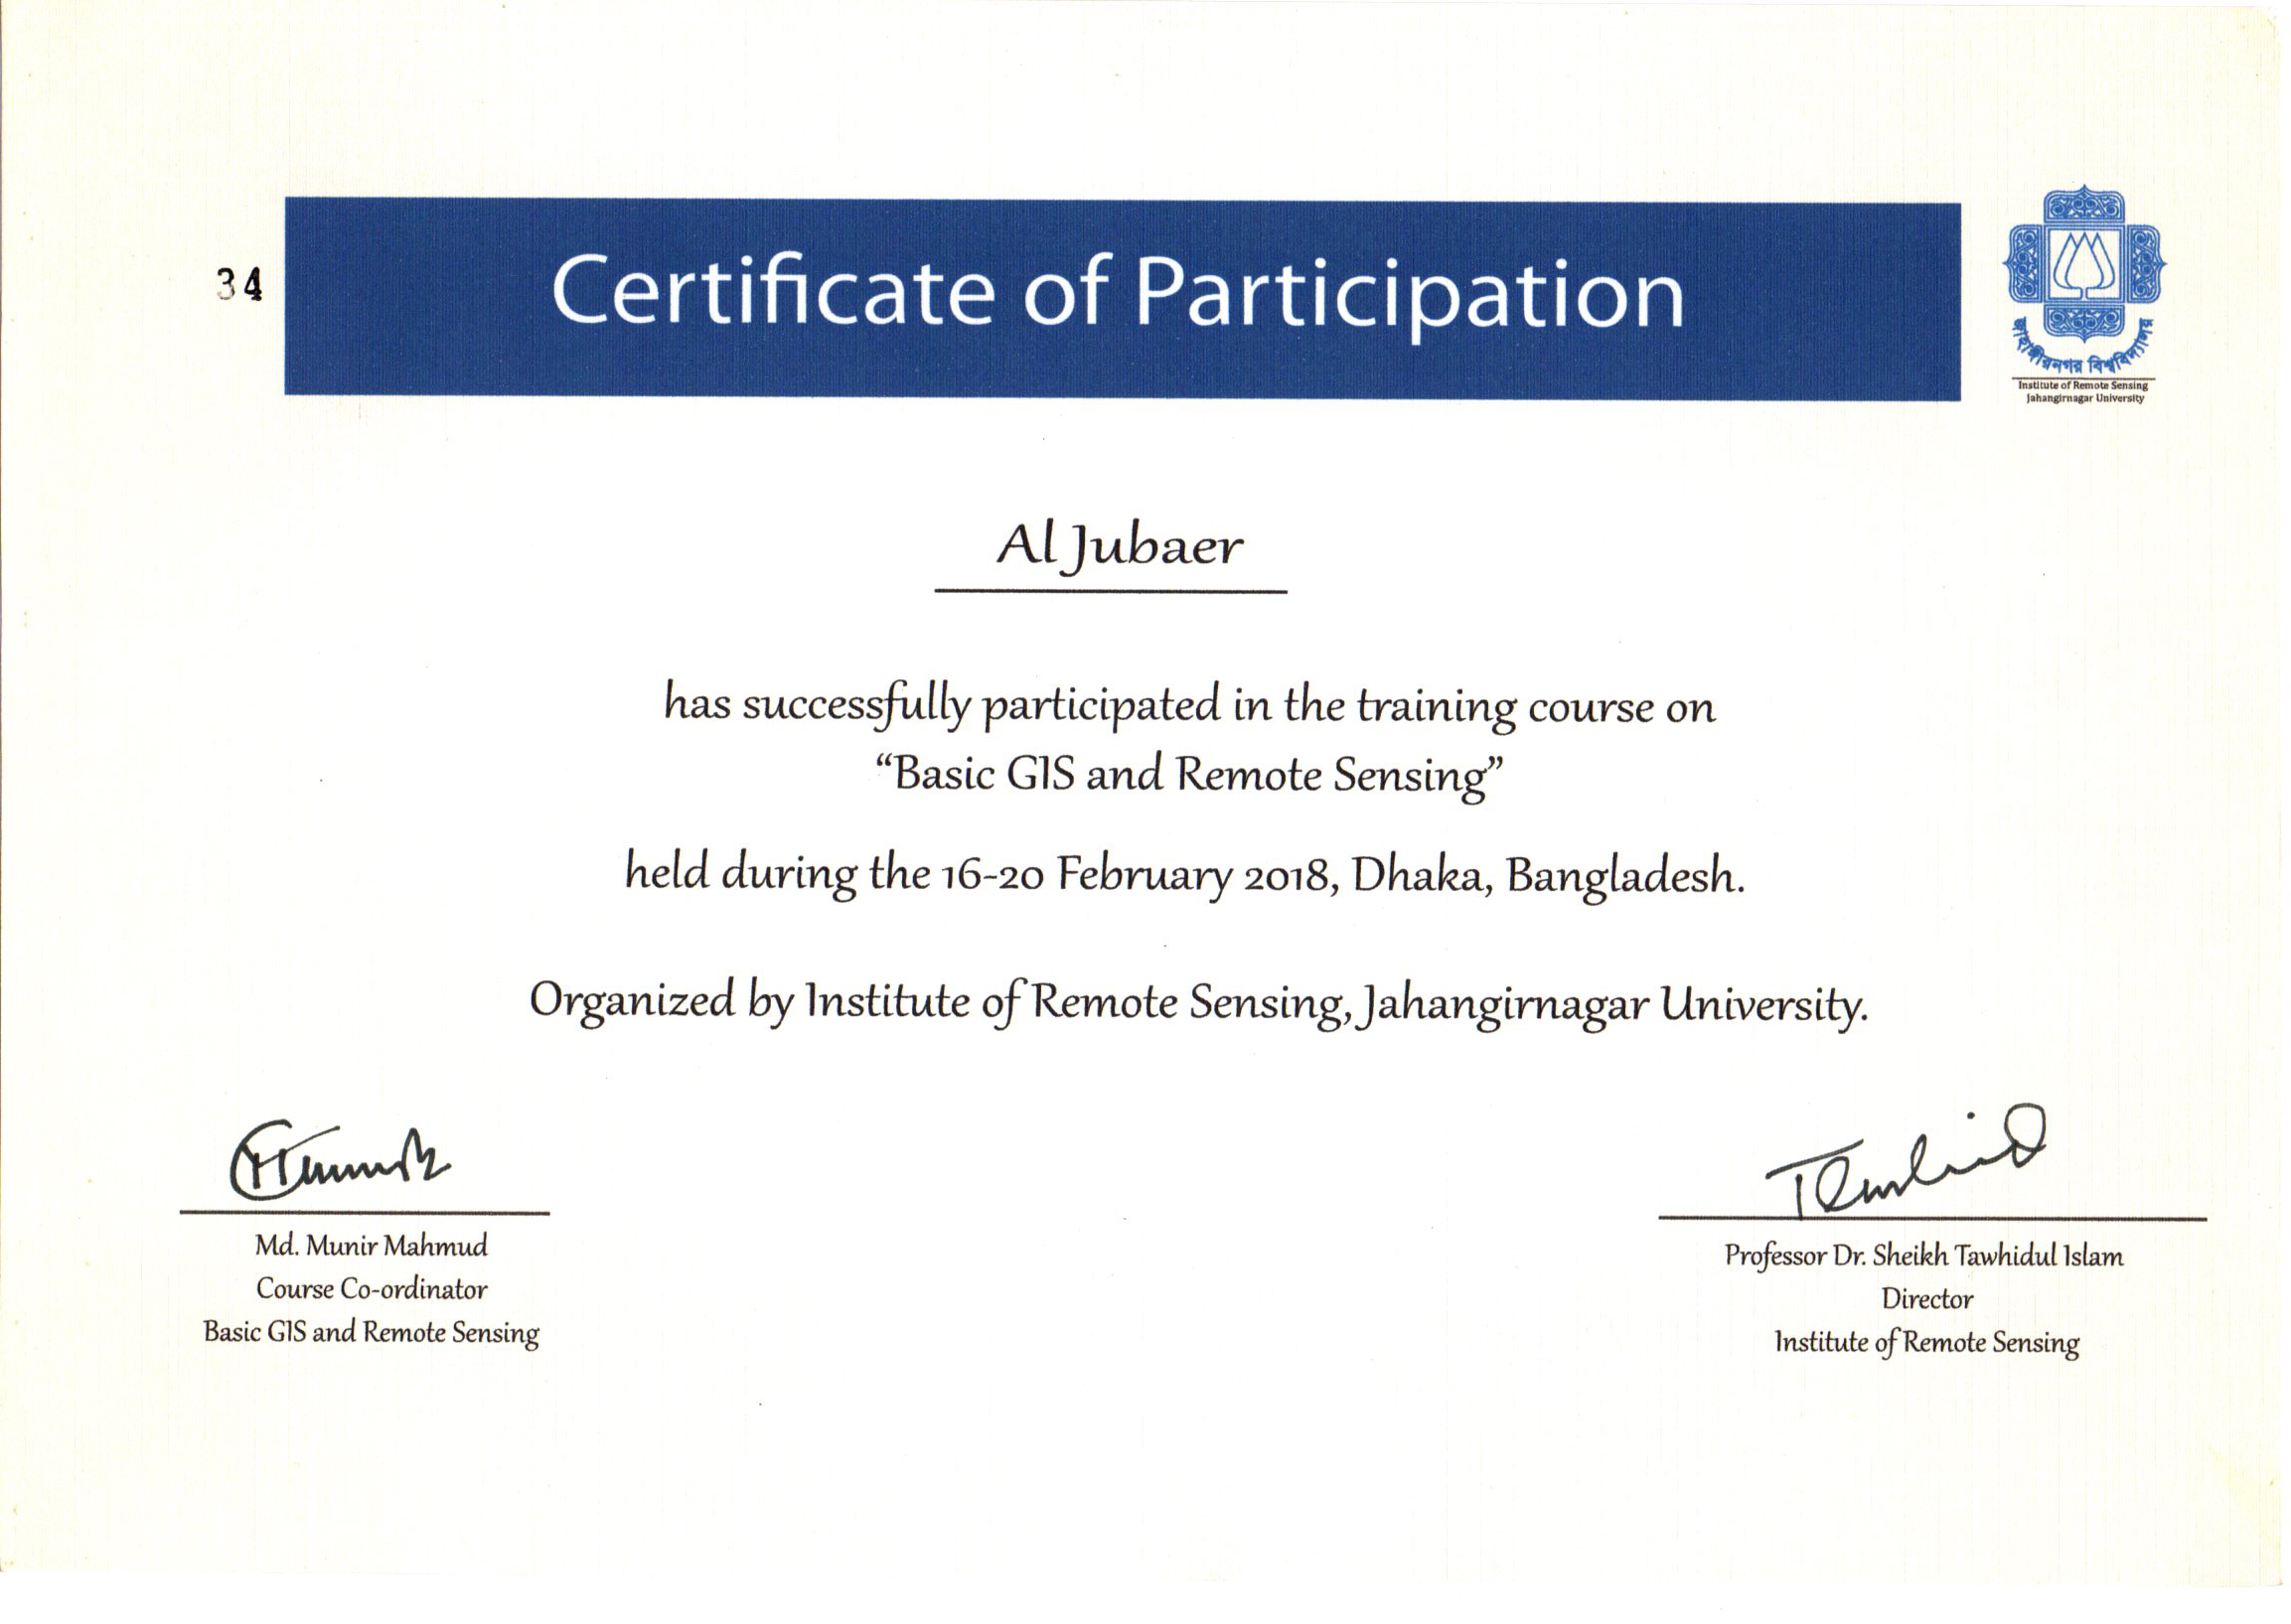 34
Certificate of Participation
জাহাঙ্গীরনগর বিশ্ববিদ্যালয়
Institute of Remote Sensing
Jahangirnagar University
Al Jubaer
has successfully participated in the training course on
“Basic GIS and Remote Sensing”
held during the 16-20 February 2018, Dhaka, Bangladesh.
Organized by Institute of Remote Sensing, Jahangirnagar University.
Md. Munir Mahmud
Course Co-ordinator
Basic GIS and Remote Sensing
Professor Dr. Sheikh Tawhidul Islam
Director
Institute of Remote Sensing